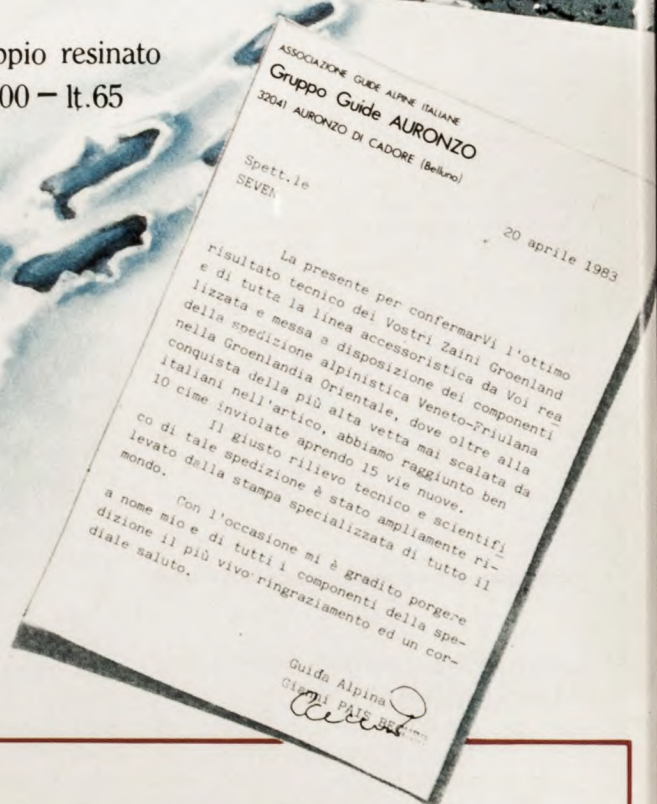 ppio resinato
00 – lt.65
ASSOCIAZIONE GUIDE ALPINE ITALIANE
Gruppo Guide AURONZO
32041 AURONZO DI CADORE (Belluno)
Spett.le
SEVEN
20 aprile 1983
La presente per confermarVi l'ottimo
risultato tecnico dei Vostri Zaini Groenland
e di tutta la linea accessoristica da Voi rea
lizzata e messa a disposizione dei componenti
della spedizione alpinistica Veneto-Friulana
nella Groenlandia Orientale, dove oltre alla
conquista della più alta vetta mai scalata da
italiani nell'artico, abbiamo raggiunto ben
10 cime inviolate aprendo 15 vie nuove.
Il giusto rilievo tecnico e scientifi
co di tale spedizione è stato ampliamente ri-
levato dalla stampa specializzata di tutto il
mondo.
Con l'occasione mi è gradito porgere
a nome mio e di tutti i componenti della spe-
dizione il più vivo ringraziamento ed un cor-
diale saluto.
Guida Alpina
Gianni PAIS